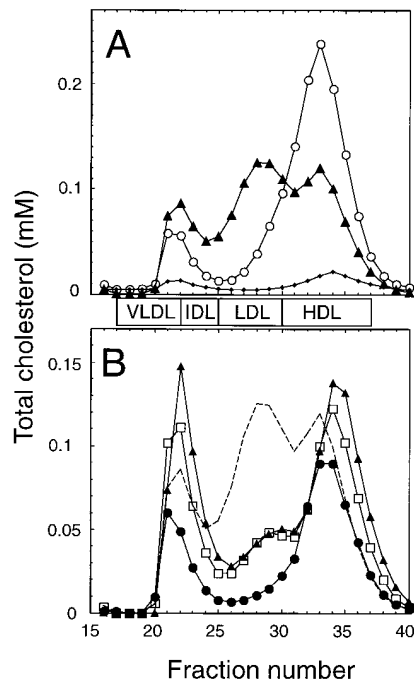 A
Total cholesterol (mM)
0.2
0.1
0
VLDL IDL LDL HDL
B
0.15
0.1
0.05
0
15 20 25 30 35 40
Fraction number